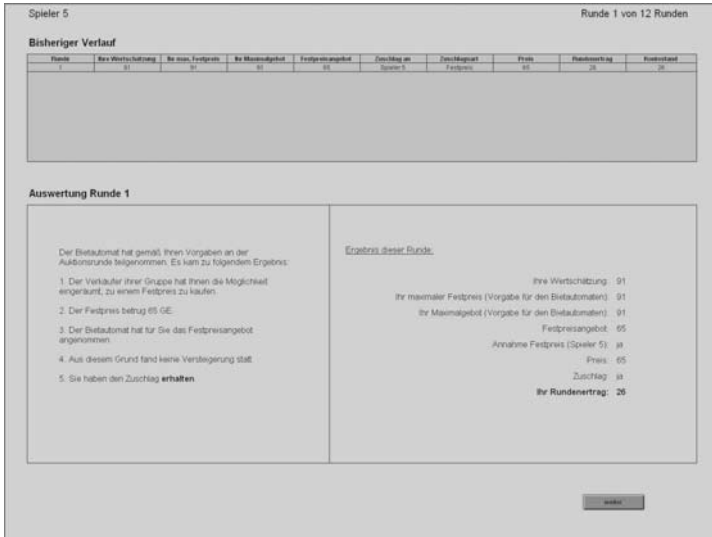 Spieler 5
Runde 1 von 12 Runden
Bisheriger Verlauf
Runde Ihre Wertschätzung Ihr max. Festpreis Ihr Maximalgebot Festpreisangebot Zuschlag an Zuschlagsart Preis Rundenertrag Kontostand
1 91 91 91 65 Spieler 5 Festpreis 65 26 26
Auswertung Runde 1
Der Bietautomat hat gemäß Ihren Vorgaben an der
Auktionsrunde teilgenommen. Es kam zu folgendem Ergebnis:
1. Der Verkäufer ihrer Gruppe hat Ihnen die Möglichkeit
eingeräumt, zu einem Festpreis zu kaufen.
2. Der Festpreis betrug 65 GE.
3. Der Bietautomat hat für Sie das Festpreisangebot
angenommen.
4. Aus diesem Grund fand keine Versteigerung statt.
5. Sie haben den Zuschlag erhalten.
Ergebnis dieser Runde:
Ihre Wertschätzung: 91
Ihr maximaler Festpreis (Vorgabe für den Bietautomaten): 91
Ihr Maximalgebot (Vorgabe für den Bietautomaten): 91
Festpreisangebot: 65
Annahme Festpreis (Spieler 5): ja
Preis: 65
Zuschlag: ja
Ihr Rundenertrag: 26
weiter